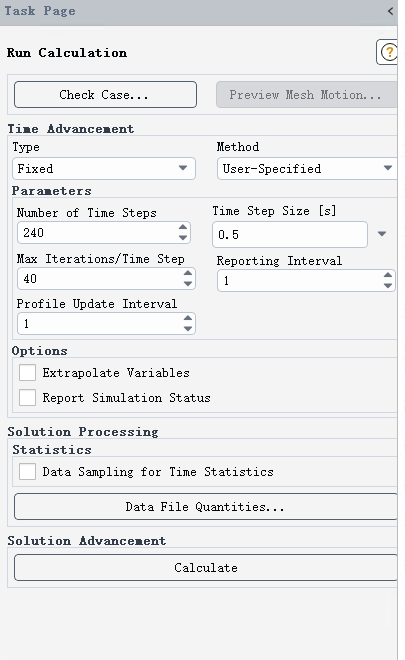 Task Page
Run Calculation
?
Check Case... Preview Mesh Motion...
Time Advancement
Type Method
Fixed User-Specified
Parameters
Number of Time Steps Time Step Size [s]
240 0.5
Max Iterations/Time Step Reporting Interval
40 1
Profile Update Interval
1
Options
Extrapolate Variables
Report Simulation Status
Solution Processing
Statistics
Data Sampling for Time Statistics
Data File Quantities...
Solution Advancement
Calculate